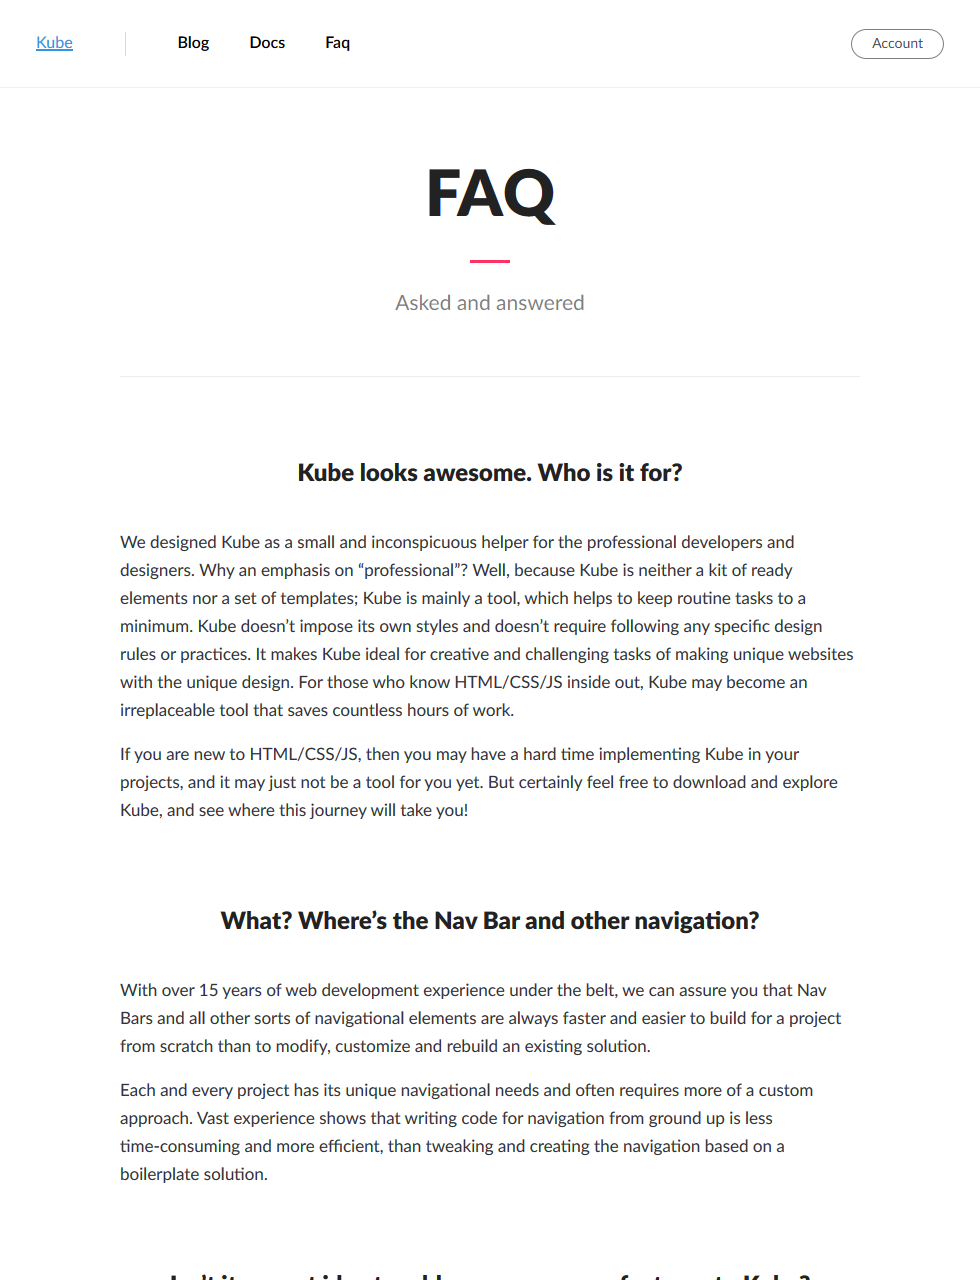 Kube
Blog
Docs
Faq
Account
FAQ
Asked and answered
Kube looks awesome. Who is it for?
We designed Kube as a small and inconspicuous helper for the professional developers and
designers. Why an emphasis on “professional”? Well, because Kube is neither a kit of ready
elements nor a set of templates; Kube is mainly a tool, which helps to keep routine tasks to a
minimum. Kube doesn’t impose its own styles and doesn’t require following any specific design
rules or practices. It makes Kube ideal for creative and challenging tasks of making unique websites
with the unique design. For those who know HTML/CSS/JS inside out, Kube may become an
irreplaceable tool that saves countless hours of work.
If you are new to HTML/CSS/JS, then you may have a hard time implementing Kube in your
projects, and it may just not be a tool for you yet. But certainly feel free to download and explore
Kube, and see where this journey will take you!
What? Where’s the Nav Bar and other navigation?
With over 15 years of web development experience under the belt, we can assure you that Nav
Bars and all other sorts of navigational elements are always faster and easier to build for a project
from scratch than to modify, customize and rebuild an existing solution.
Each and every project has its unique navigational needs and often requires more of a custom
approach. Vast experience shows that writing code for navigation from ground up is less
time-consuming and more efficient, than tweaking and creating the navigation based on a
boilerplate solution.